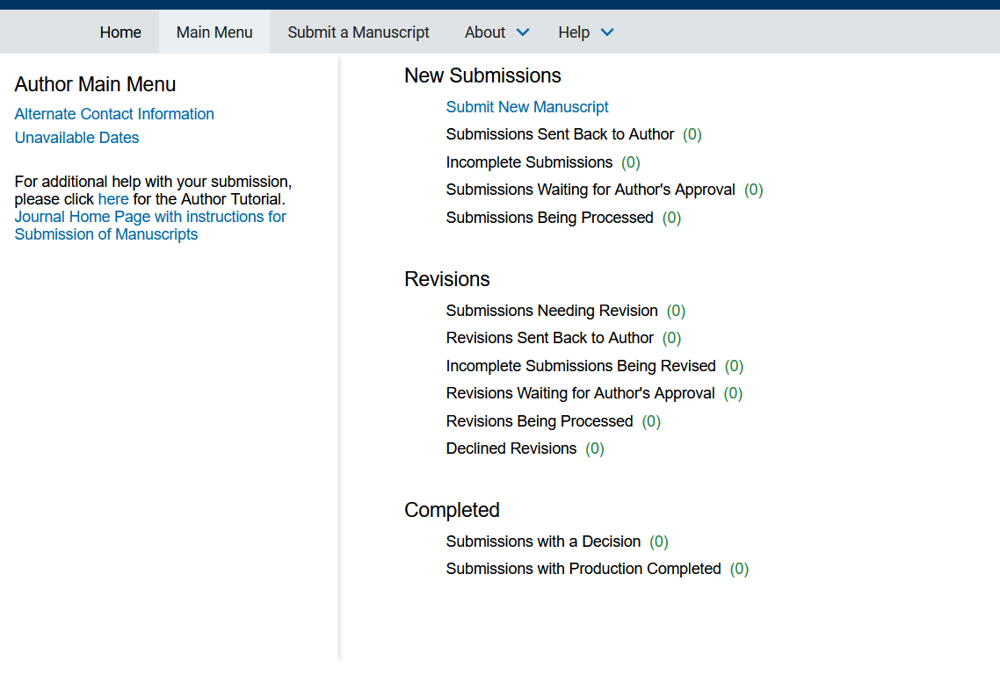 Home Main Menu Submit a Manuscript About Help
Author Main Menu
Alternate Contact Information
Unavailable Dates
For additional help with your submission,
please click here for the Author Tutorial.
Journal Home Page with instructions for
Submission of Manuscripts
New Submissions
Submit New Manuscript
Submissions Sent Back to Author (0)
Incomplete Submissions (0)
Submissions Waiting for Author's Approval (0)
Submissions Being Processed (0)
Revisions
Submissions Needing Revision (0)
Revisions Sent Back to Author (0)
Incomplete Submissions Being Revised (0)
Revisions Waiting for Author's Approval (0)
Revisions Being Processed (0)
Declined Revisions (0)
Completed
Submissions with a Decision (0)
Submissions with Production Completed (0)